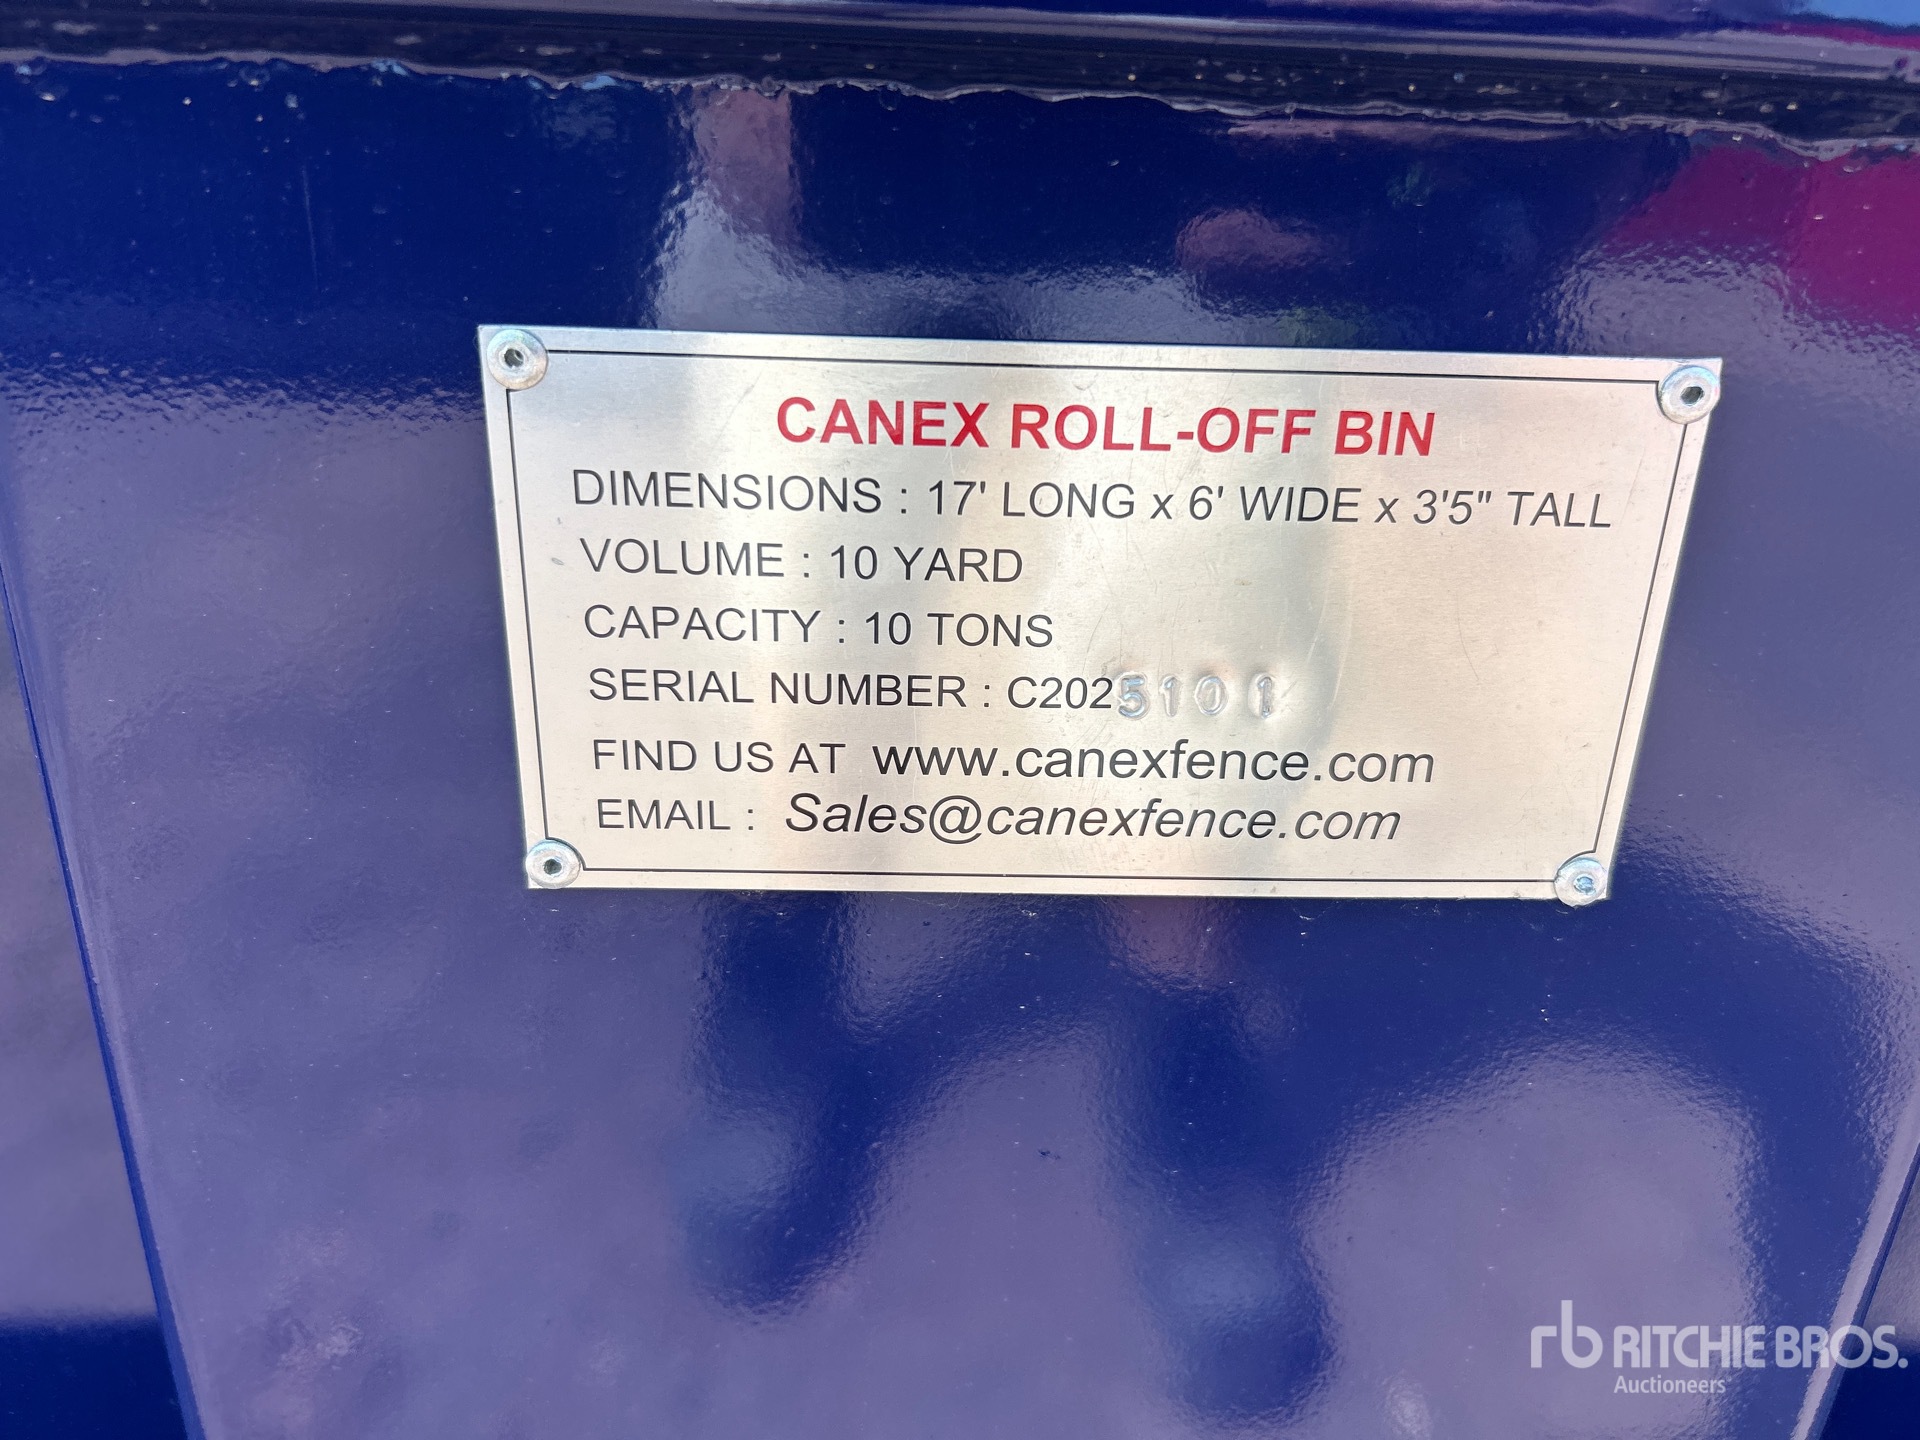 CANEX ROLL-OFF BIN
DIMENSIONS : 17' LONG x 6' WIDE x 3'5" TALL
VOLUME : 10 YARD
CAPACITY : 10 TONS
SERIAL NUMBER : C2025101
FIND US AT www.canexfence.com
EMAIL : Sales@canexfence.com
rb RITCHIE BROS.
Auctioneers